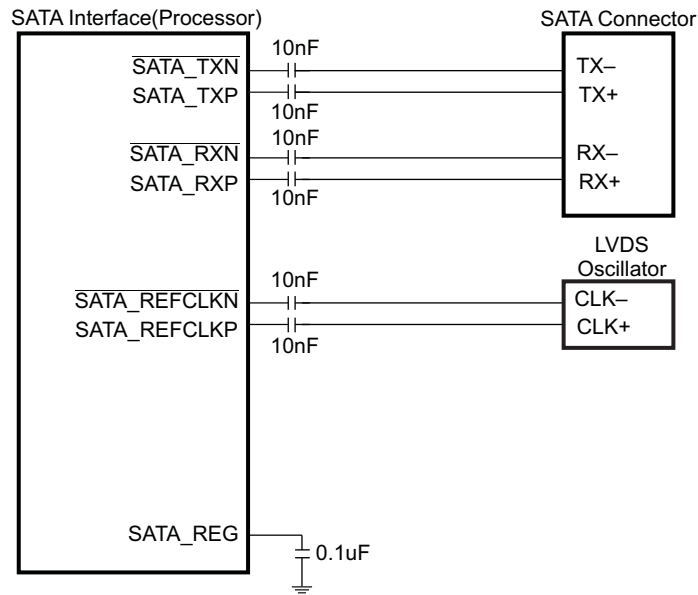 SATA Interface(Processor)
SATA Connector
10nF
SATA_TXN
TX–
SATA_TXP
TX+
10nF
10nF
SATA_RXN
RX–
SATA_RXP
RX+
10nF
LVDS
Oscillator
10nF
SATA_REFCLKN
CLK–
SATA_REFCLKP
CLK+
10nF
SATA_REG
0.1uF